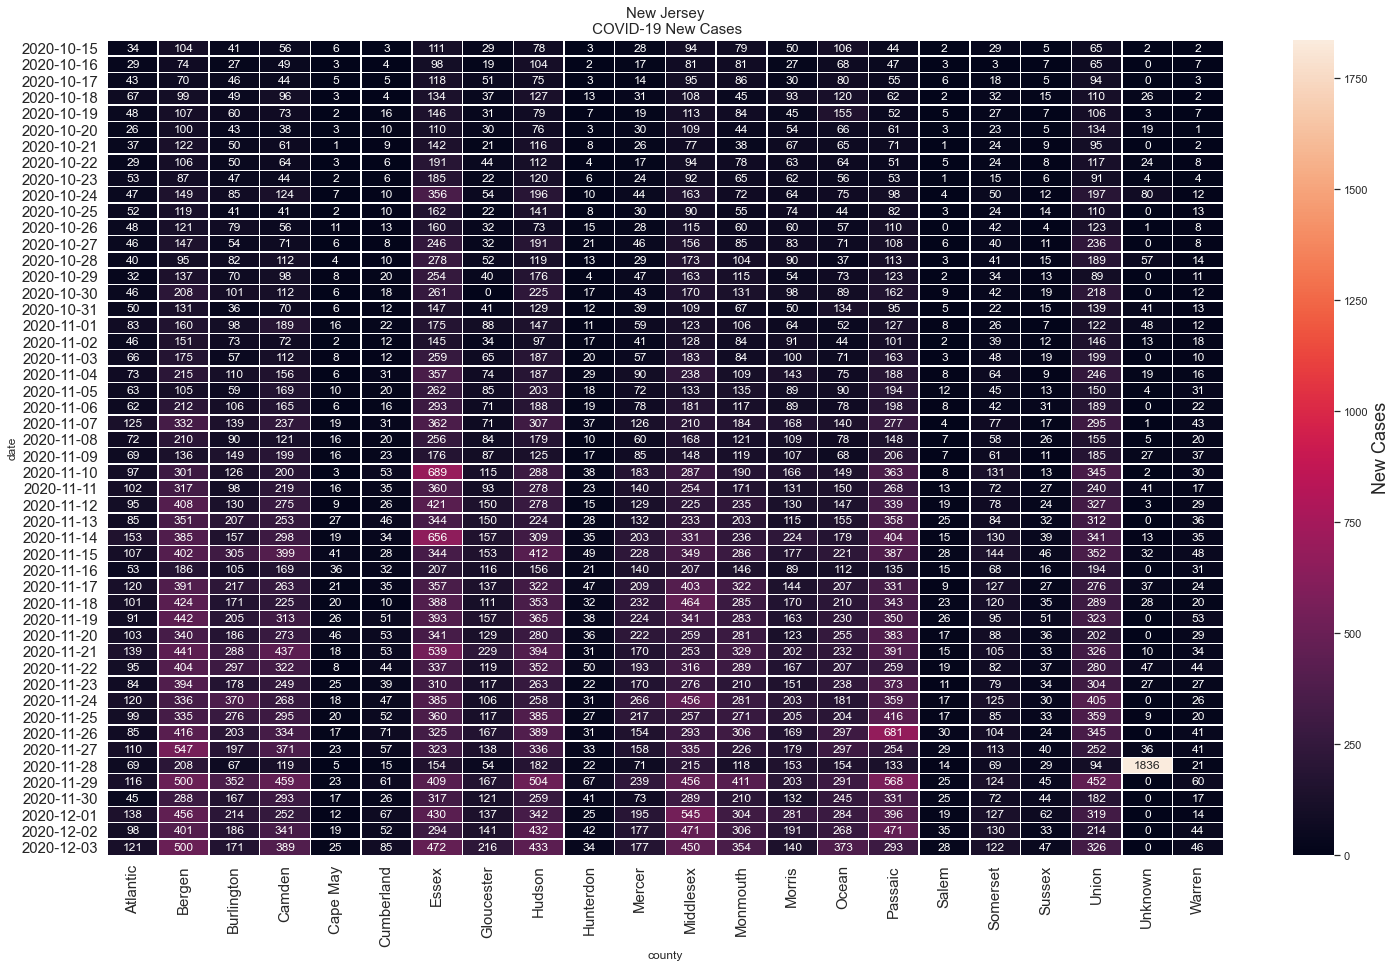 New Jersey
COVID-19 New Cases
2020-10-15 34 104 41 56 6 3 111 29 78 3 28 94 79 50 106 44 2 29 5 65 2 2
2020-10-16 29 74 27 49 3 4 98 19 104 2 17 81 81 27 68 47 3 3 7 65 0 7
2020-10-17 43 70 46 44 5 5 118 51 75 3 14 95 86 30 80 55 6 18 5 94 0 3
2020-10-18 67 99 49 96 3 4 134 37 127 13 31 108 45 93 120 62 2 32 15 110 26 2
2020-10-19 48 107 60 73 2 16 146 31 79 7 19 113 84 45 155 52 5 27 7 106 3 7
2020-10-20 26 100 43 38 3 10 110 30 76 3 30 109 44 54 66 61 3 23 5 134 19 1
2020-10-21 37 122 50 61 1 9 142 21 116 8 26 77 38 67 65 71 1 24 9 95 0 2
2020-10-22 29 106 50 64 3 6 191 44 112 4 17 94 78 63 64 51 5 24 8 117 24 8
2020-10-23 53 87 47 44 2 6 185 22 120 6 24 92 65 62 56 53 1 15 6 91 4 4
2020-10-24 47 149 85 124 7 10 356 54 196 10 44 163 72 64 75 98 4 50 12 197 80 12
2020-10-25 52 119 41 41 2 10 162 22 141 8 30 90 55 74 44 82 3 24 14 110 0 13
2020-10-26 48 121 79 56 11 13 160 32 73 15 28 115 60 60 57 110 0 42 4 123 1 8
2020-10-27 46 147 54 71 6 8 246 32 191 21 46 156 85 83 71 108 6 40 11 236 0 8
2020-10-28 40 95 82 112 4 10 278 52 119 13 29 173 104 90 37 113 3 41 15 189 57 14
2020-10-29 32 137 70 98 8 20 254 40 176 4 47 163 115 54 73 123 2 34 13 89 0 11
2020-10-30 46 208 101 112 6 18 261 0 225 17 43 170 131 98 89 162 9 42 19 218 0 12
2020-10-31 50 131 36 70 6 12 147 41 129 12 39 109 67 50 134 95 5 22 15 139 41 13
2020-11-01 83 160 98 189 16 22 175 88 147 11 59 123 106 64 52 127 8 26 7 122 48 12
2020-11-02 46 151 73 72 2 12 145 34 97 17 41 128 84 91 44 101 2 39 12 146 13 18
2020-11-03 66 175 57 112 8 12 259 65 187 20 57 183 84 100 71 163 3 48 19 199 0 10
2020-11-04 73 215 110 156 6 31 357 74 187 29 90 238 109 143 75 188 8 64 9 246 19 16
2020-11-05 63 105 59 169 10 20 262 85 203 18 72 133 135 89 90 194 12 45 13 150 4 31
2020-11-06 62 212 106 165 6 16 293 71 188 19 78 181 117 89 78 198 8 42 31 189 0 22
2020-11-07 125 332 139 237 19 31 362 71 307 37 126 210 184 168 140 277 4 77 17 295 1 43
2020-11-08 72 210 90 121 16 20 256 84 179 10 60 168 121 109 78 148 7 58 26 155 5 20
2020-11-09 69 136 149 199 16 23 176 87 125 17 85 148 119 107 68 206 7 61 11 185 27 37
2020-11-10 97 301 126 200 3 53 689 115 288 38 183 287 190 166 149 363 8 131 13 345 2 30
2020-11-11 102 317 98 219 16 35 360 93 278 23 140 254 171 131 150 268 13 72 27 240 41 17
2020-11-12 95 408 130 275 9 26 421 150 278 15 129 225 235 130 147 339 19 78 24 327 3 29
2020-11-13 85 351 207 253 27 46 344 150 224 28 132 233 203 115 155 358 25 84 32 312 0 36
2020-11-14 153 385 157 298 19 34 656 157 309 35 203 331 236 224 179 404 15 130 39 341 13 35
2020-11-15 107 402 305 399 41 28 344 153 412 49 228 349 286 177 221 387 28 144 46 352 32 48
2020-11-16 53 186 105 169 36 32 207 116 156 21 140 207 146 89 112 135 15 68 16 194 0 31
2020-11-17 120 391 217 263 21 35 357 137 322 47 209 403 322 144 207 331 9 127 27 276 37 24
2020-11-18 101 424 171 225 20 10 388 111 353 32 232 464 285 170 210 343 23 120 35 289 28 20
2020-11-19 91 442 205 313 26 51 393 157 365 38 224 341 283 163 230 350 26 95 51 323 0 53
2020-11-20 103 340 186 273 46 53 341 129 280 36 222 259 281 123 255 383 17 88 36 202 0 29
2020-11-21 139 441 288 437 18 53 539 229 394 31 170 253 329 202 232 391 15 105 33 326 10 34
2020-11-22 95 404 297 322 8 44 337 119 352 50 193 316 289 167 207 259 19 82 37 280 47 44
2020-11-23 84 394 178 249 25 39 310 117 263 22 170 276 210 151 238 373 11 79 34 304 27 27
2020-11-24 120 336 370 268 18 47 385 106 258 31 266 456 281 203 181 359 17 125 30 405 0 26
2020-11-25 99 335 276 295 20 52 360 117 385 27 217 257 271 205 204 416 17 85 33 359 9 20
2020-11-26 85 416 203 334 17 71 325 167 389 31 154 293 306 169 297 681 30 104 24 345 0 41
2020-11-27 110 547 197 371 23 57 323 138 336 33 158 335 226 179 297 254 29 113 40 252 36 41
2020-11-28 69 208 67 119 5 15 154 54 182 22 71 215 118 153 154 133 14 69 29 94 1836 21
2020-11-29 116 500 352 459 23 61 409 167 504 67 239 456 411 203 291 568 25 124 45 452 0 60
2020-11-30 45 288 167 293 17 26 317 121 259 41 73 289 210 132 245 331 25 72 44 182 0 17
2020-12-01 138 456 214 252 12 67 430 137 342 25 195 545 304 281 284 396 19 127 62 319 0 14
2020-12-02 98 401 186 341 19 52 294 141 432 42 177 471 306 191 268 471 35 130 33 214 0 44
2020-12-03 121 500 171 389 25 85 472 216 433 34 177 450 354 140 373 293 28 122 47 326 0 46
date
Atlantic Bergen Burlington Camden Cape May Cumberland Essex Gloucester Hudson Hunterdon Mercer Middlesex Monmouth Morris Ocean Passaic Salem Somerset Sussex Union Unknown Warren
county
1750
1500
1250
1000
750
500
250
0
New Cases